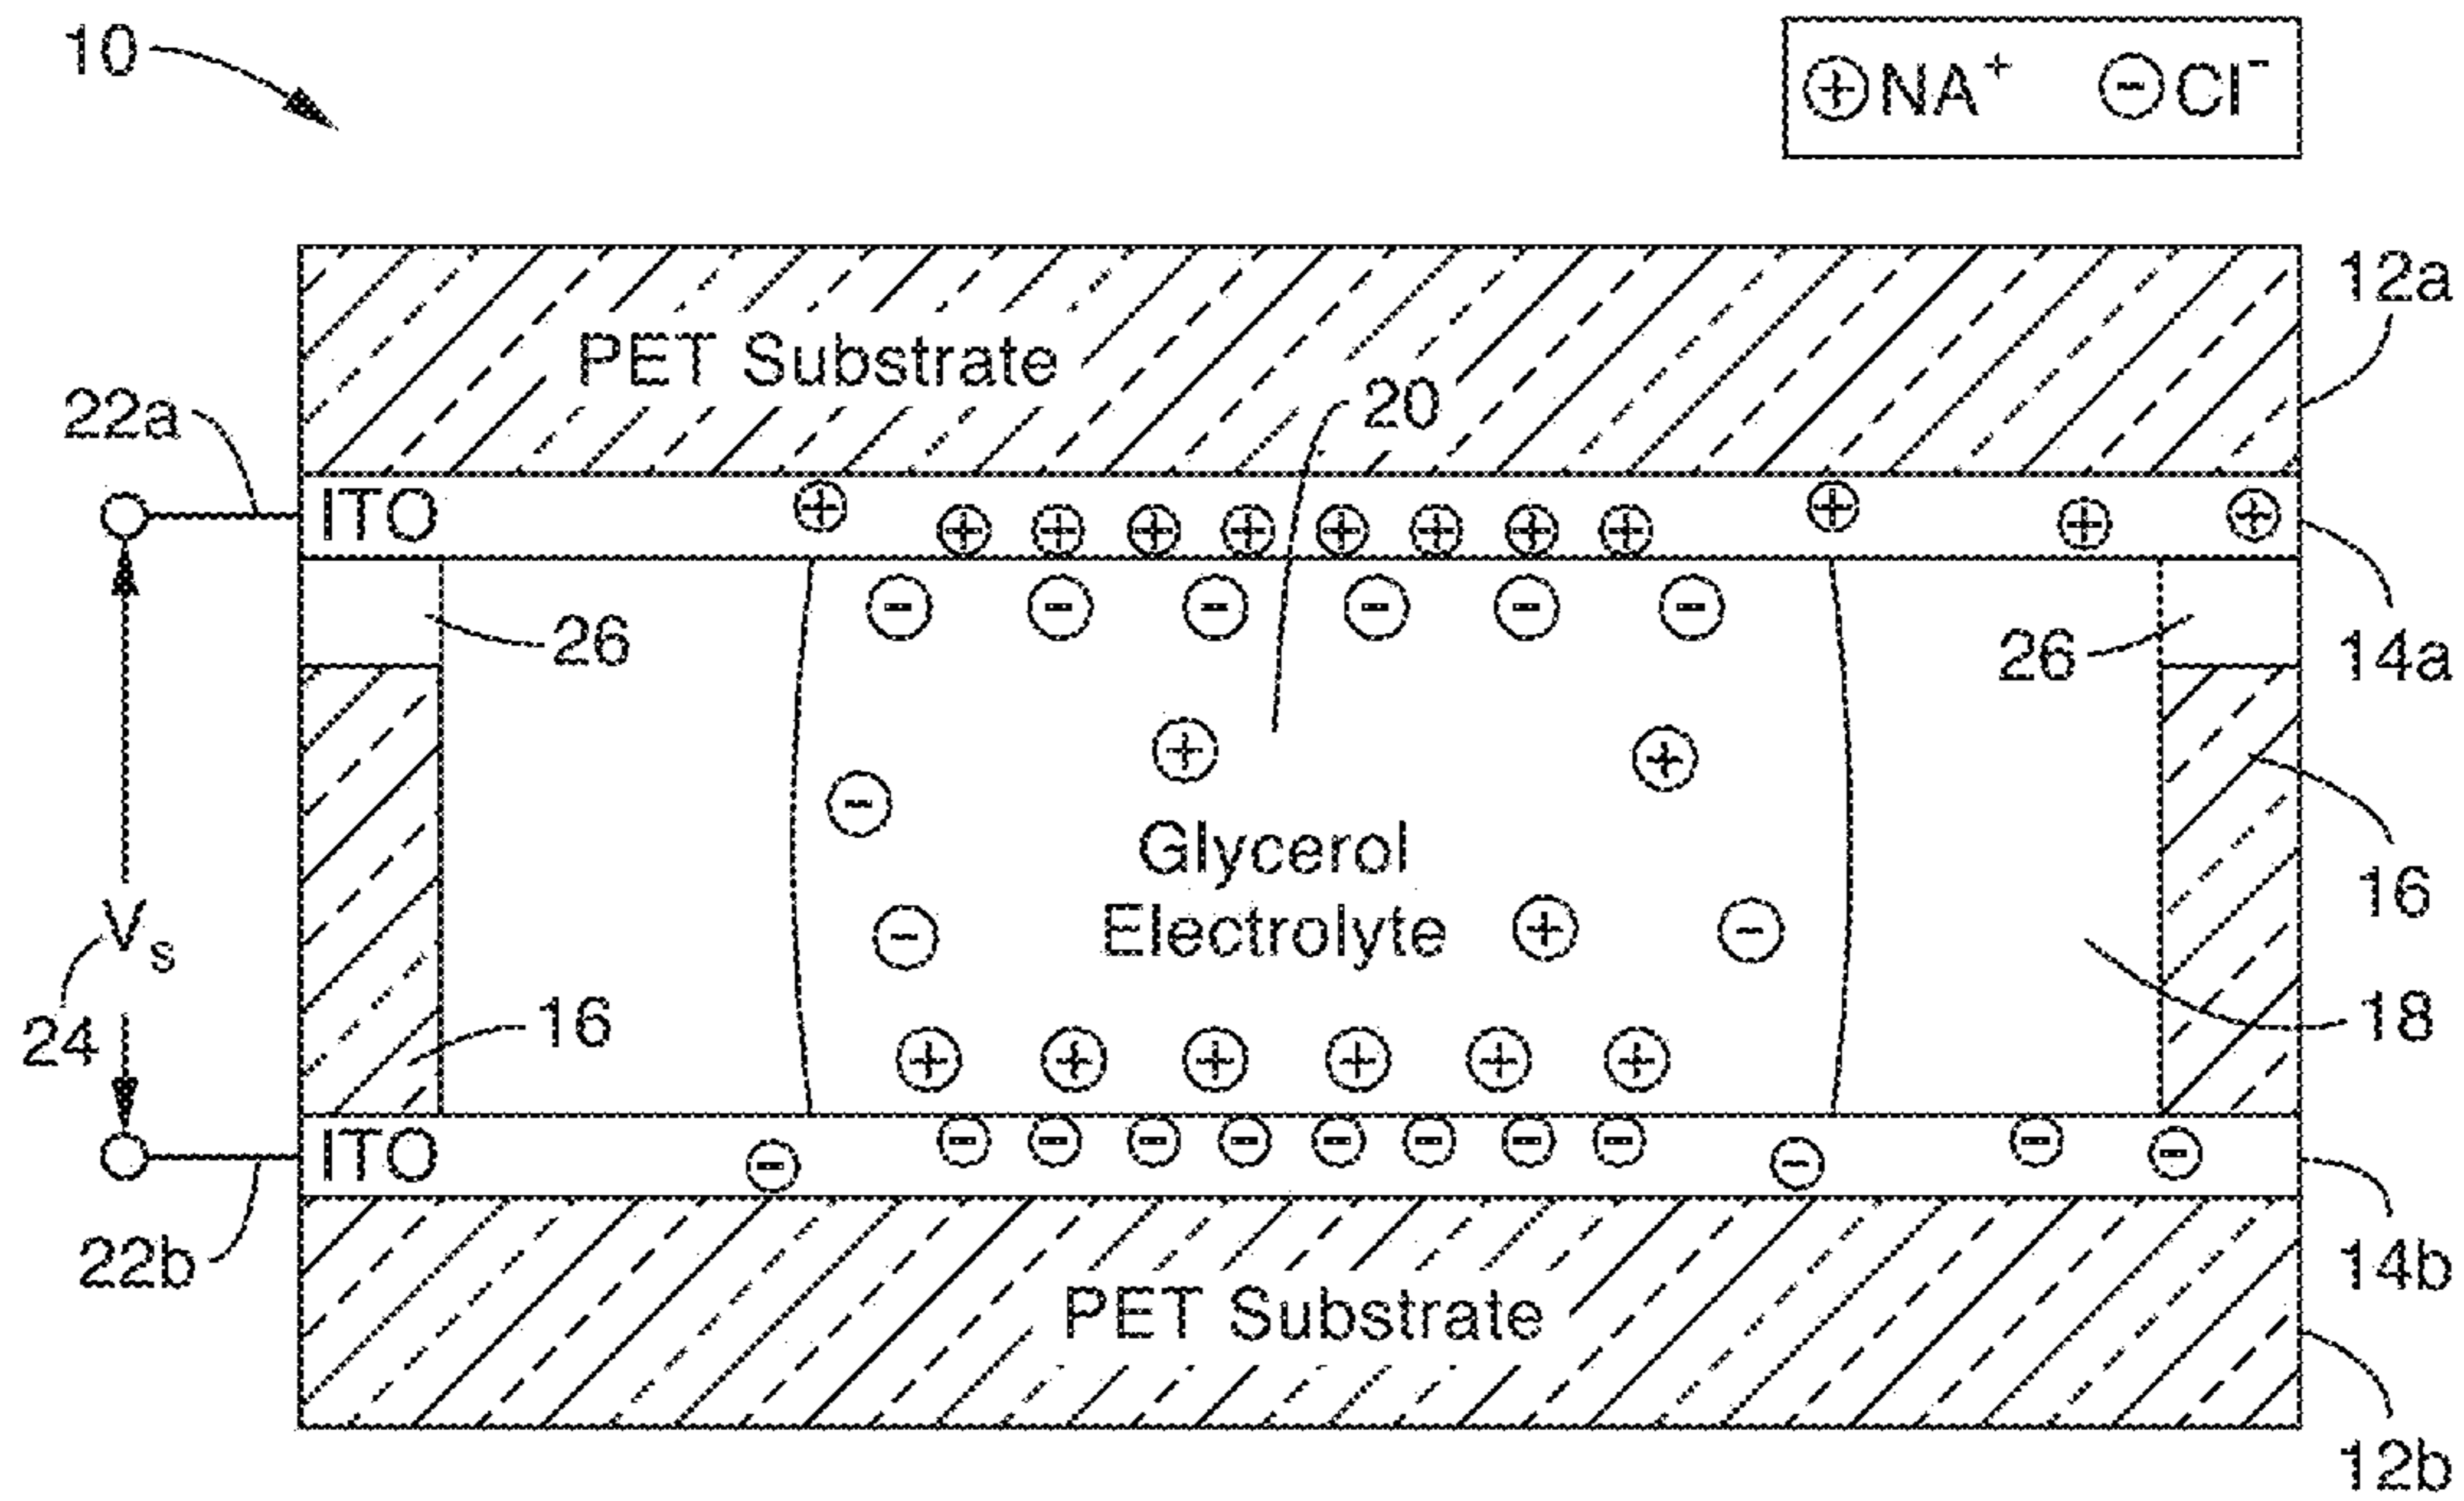 10
⊕NA⁺ ⊖Cl⁻
12a
PET Substrate
20
22a
ITO
26
26
14a
Glycerol
Electrolyte
16
Vs
24
16
18
ITO
22b
PET Substrate
14b
12b